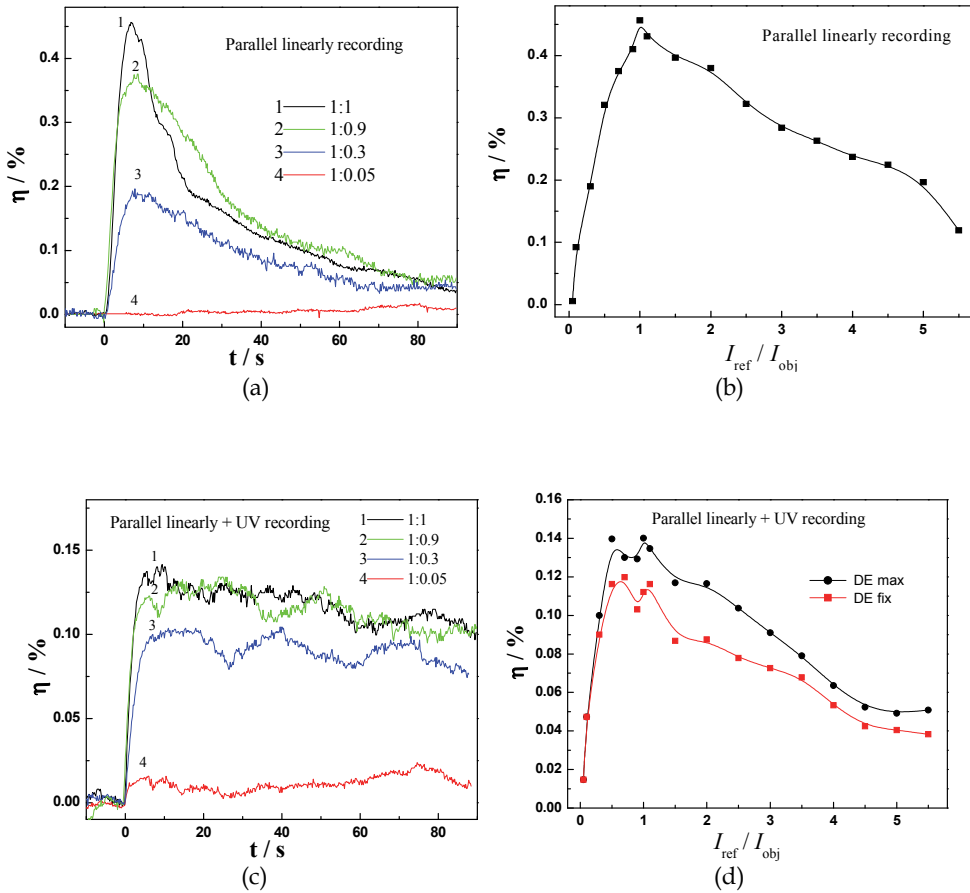 Parallel linearly recording
1 1:1
2 1:0.9
3 1:0.3
4 1:0.05
1
2
3
4
0.4
0.3
0.2
0.1
0.0
η / %
0 20 40 60 80
t / s
(a)
Parallel linearly recording
0.4
0.3
0.2
0.1
0.0
η / %
0 1 2 3 4 5
I_ref / I_obj
(b)
Parallel linearly + UV recording
1 1:1
2 1:0.9
3 1:0.3
4 1:0.05
1
2
3
4
0.15
0.10
0.05
0.00
η / %
0 20 40 60 80
t / s
(c)
Parallel linearly + UV recording
DE max
DE fix
0.16
0.14
0.12
0.10
0.08
0.06
0.04
0.02
0.00
η / %
0 1 2 3 4 5
I_ref / I_obj
(d)